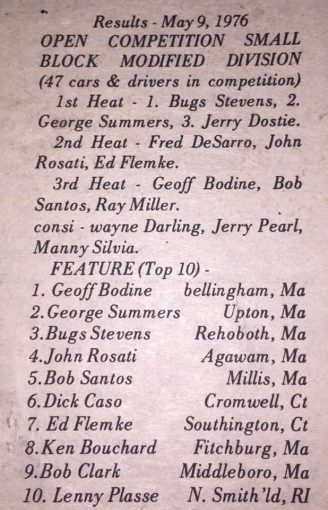 Results - May 9, 1976
OPEN COMPETITION SMALL
BLOCK MODIFIED DIVISION
(47 cars & drivers in competition)
1st Heat - 1. Bugs Stevens, 2.
George Summers, 3. Jerry Dostie.
2nd Heat - Fred DeSarro, John
Rosati, Ed Flemke.
3rd Heat - Geoff Bodine, Bob
Santos, Ray Miller.
consi - wayne Darling, Jerry Pearl,
Manny Silvia.
FEATURE (Top 10) -
1. Geoff Bodine bellingham, Ma
2. George Summers Upton, Ma
3. Bugs Stevens Rehoboth, Ma
4. John Rosati Agawam, Ma
5. Bob Santos Millis, Ma
6. Dick Caso Cromwell, Ct
7. Ed Flemke Southington, Ct
8. Ken Bouchard Fitchburg, Ma
9. Bob Clark Middleboro, Ma
10. Lenny Plasse N. Smith'ld, RI